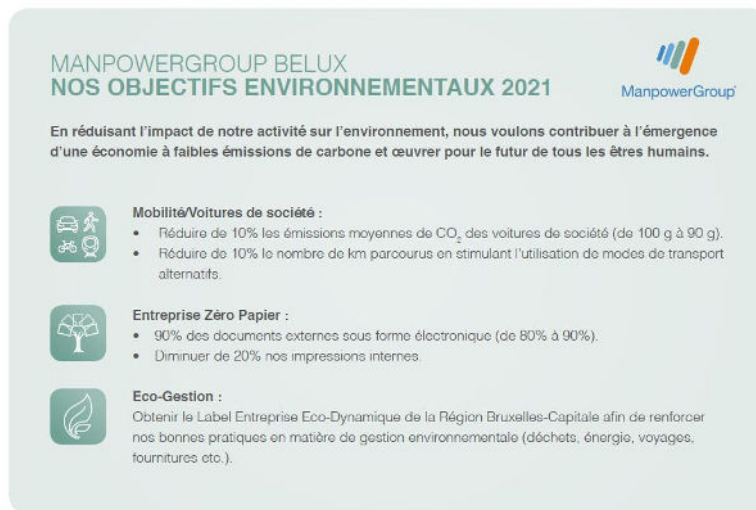 MANPOWERGROUP BELUX
NOS OBJECTIFS ENVIRONNEMENTAUX 2021
ManpowerGroup
En réduisant l'impact de notre activité sur l'environnement, nous voulons contribuer à l'émergence
d'une économie à faibles émissions de carbone et œuvrer pour le futur de tous les êtres humains.
Mobilité/Voitures de société :
• Réduire de 10% les émissions moyennes de CO₂ des voitures de société (de 100 g à 90 g).
• Réduire de 10% le nombre de km parcourus en stimulant l'utilisation de modes de transport
alternatifs.
Entreprise Zéro Papier :
• 90% des documents externes sous forme électronique (de 80% à 90%).
• Diminuer de 20% nos impressions internes.
Eco-Gestion :
Obtenir le Label Entreprise Eco-Dynamique de la Région Bruxelles-Capitale afin de renforcer
nos bonnes pratiques en matière de gestion environnementale (déchets, énergie, voyages,
fournitures etc.).